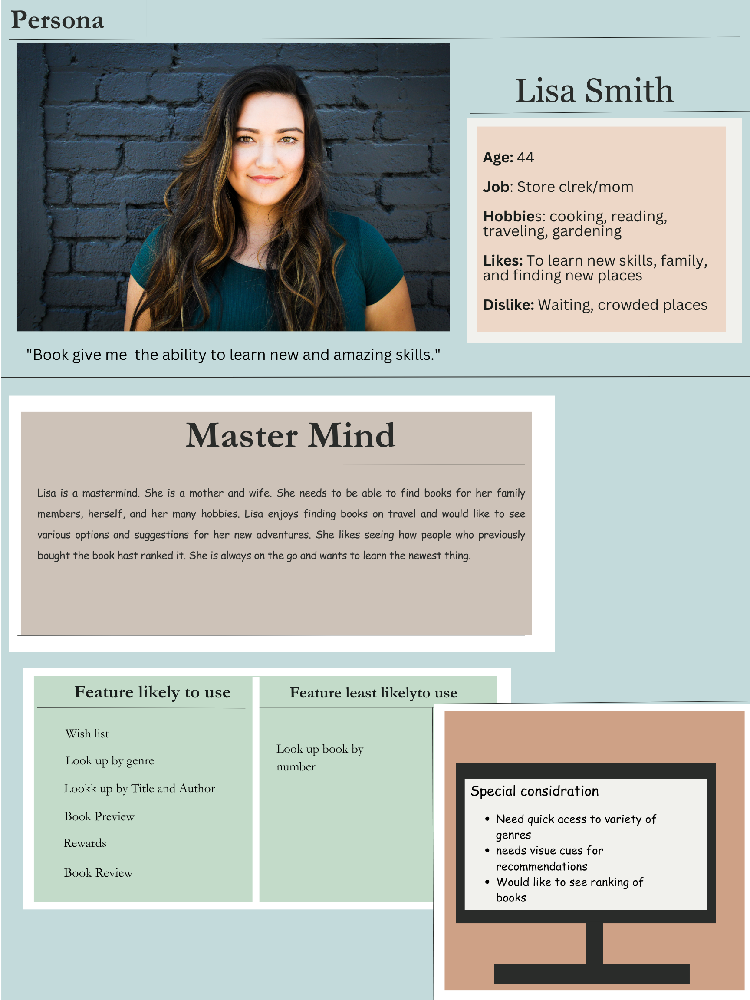 Persona
Lisa Smith
Age: 44
Job: Store clrek/mom
Hobbies: cooking, reading,
traveling, gardening
Likes: To learn new skills, family,
and finding new places
Dislike: Waiting, crowded places
"Book give me  the ability to learn new and amazing skills."
Master Mind
Lisa is a mastermind. She is a mother and wife. She needs to be able to find books for her family
members, herself, and her many hobbies. Lisa enjoys finding books on travel and would like to see
various options and suggestions for her new adventures. She likes seeing how people who previously
bought the book hast ranked it. She is always on the go and wants to learn the newest thing.
Feature likely to use
Wish list
Look up by genre
Lookk up by Title and Author
Book Preview
Rewards
Book Review
Feature least likelyto use
Look up book by
number
Special considration
• Need quick acess to variety of
genres
• needs visue cues for
recommendations
• Would like to see ranking of
books